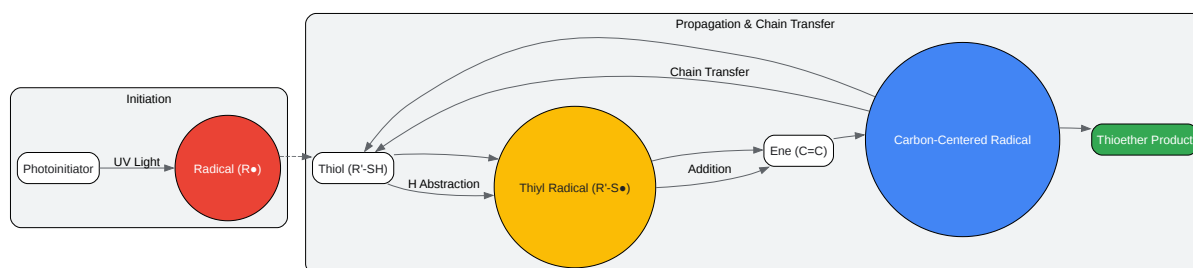 Propagation & Chain Transfer
Chain Transfer
Initiation
Photoinitiator
UV Light
Radical (R●)
Thiol (R'-SH)
H Abstraction
Thiyl Radical (R'-S●)
Addition
Ene (C=C)
Carbon-Centered Radical
Thioether Product